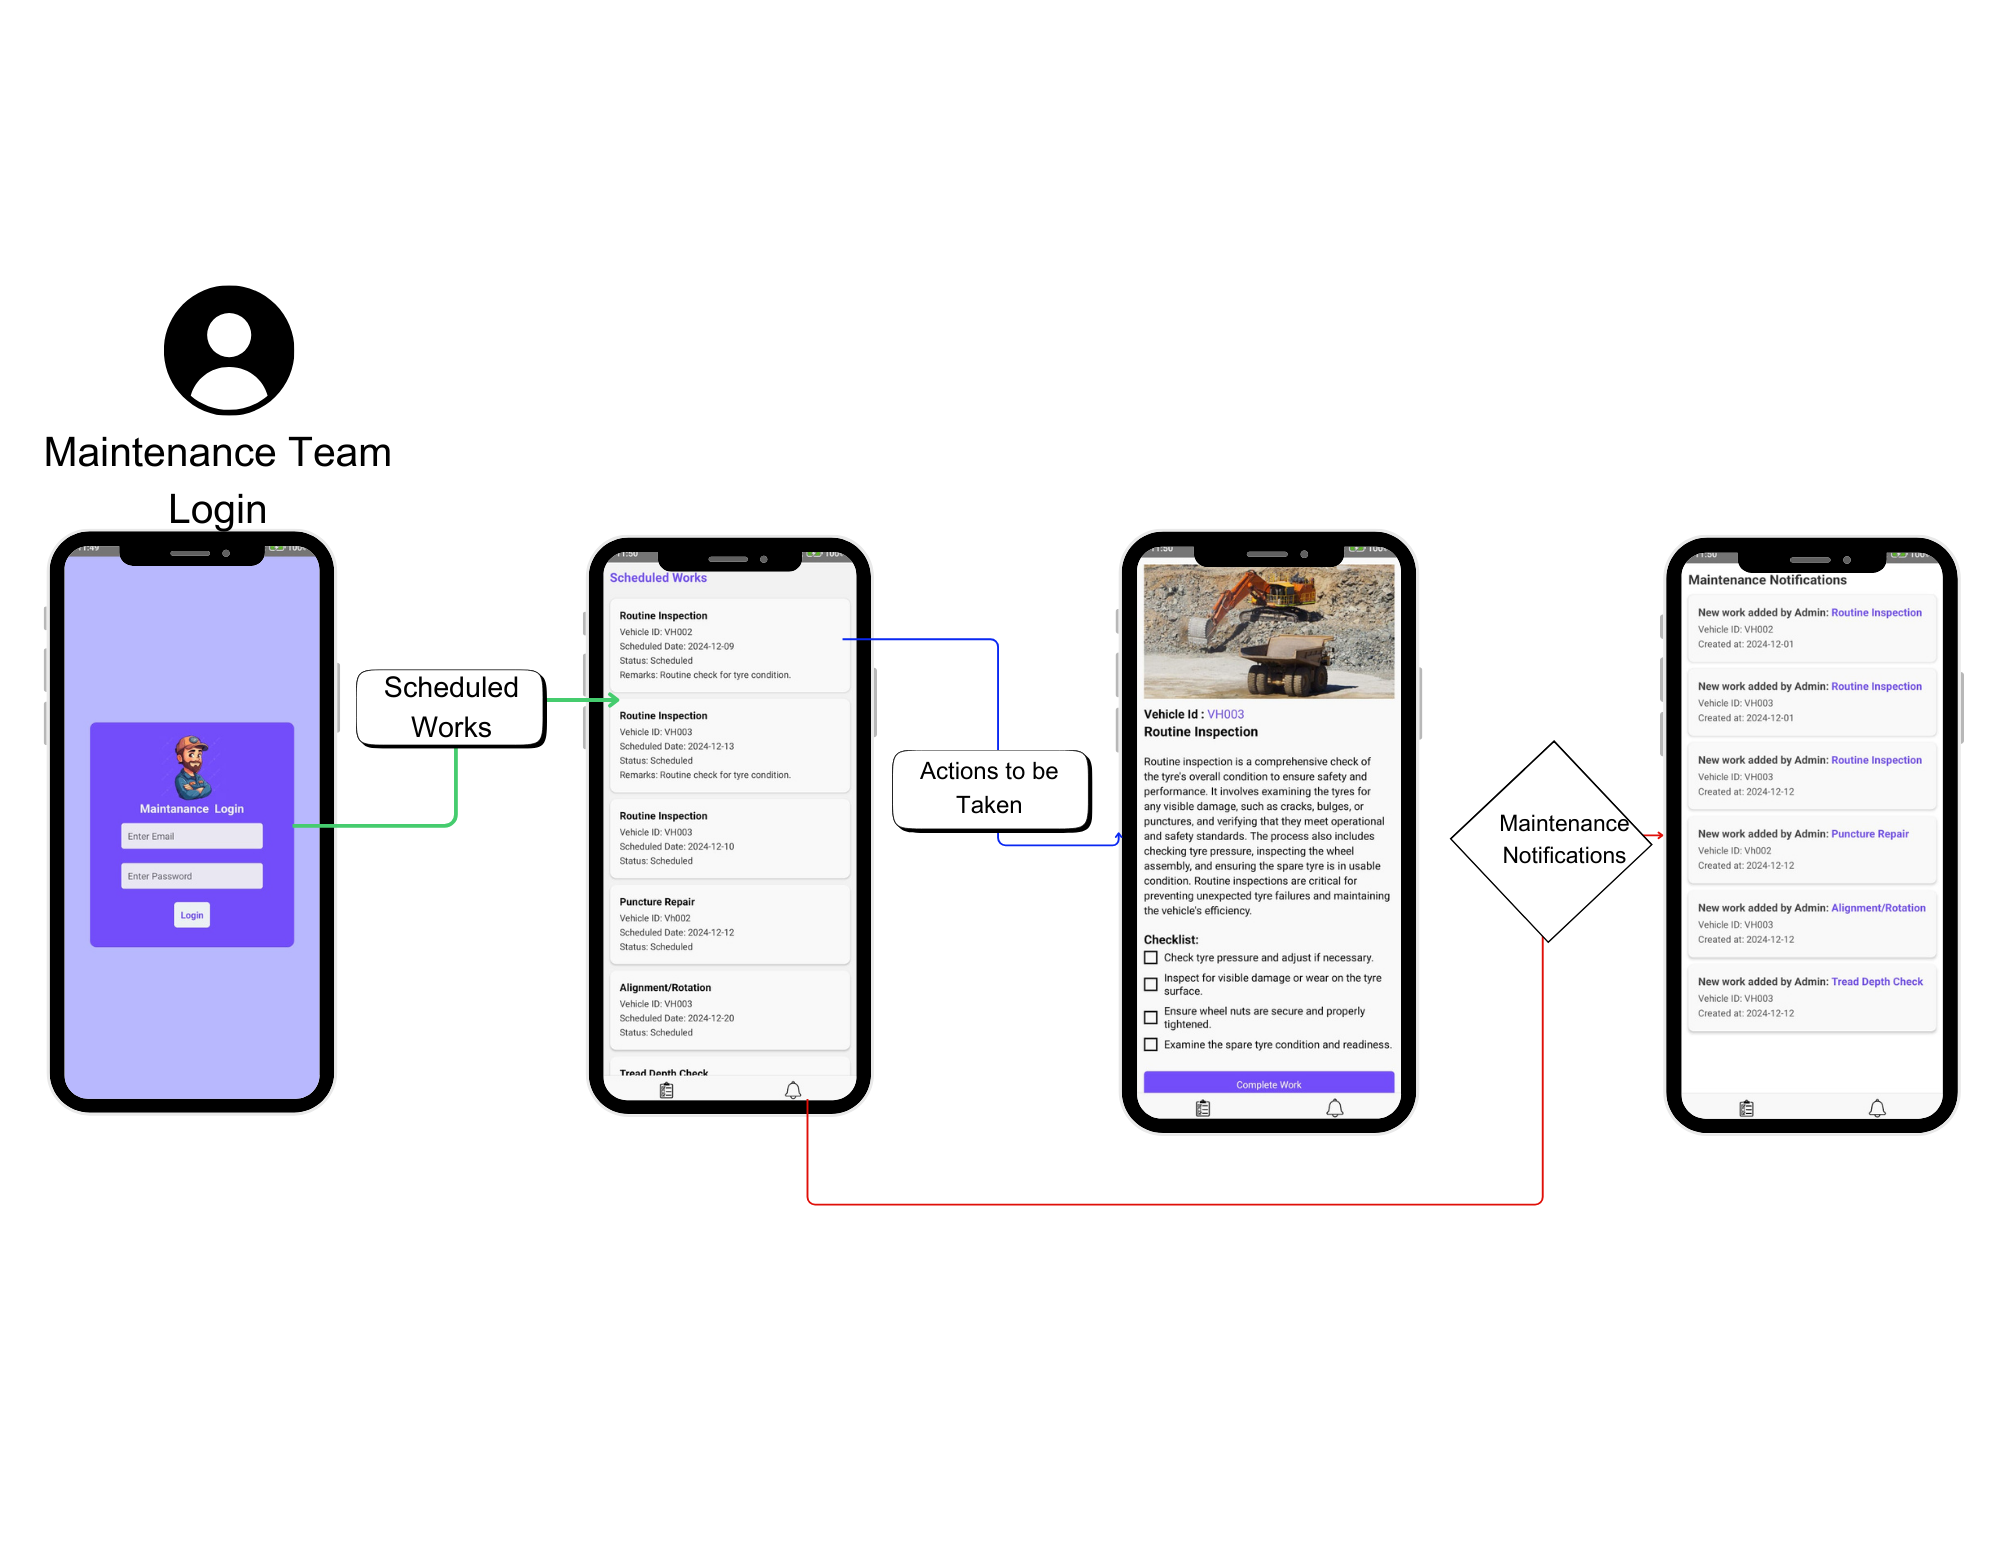 Maintenance Team
Login
11:49
Maintanance Login
Enter Email
Enter Password
Login
Scheduled
Works
11:50
Scheduled Works
Routine Inspection
Vehicle ID: VH002
Scheduled Date: 2024-12-09
Status: Scheduled
Remarks: Routine check for tyre condition.
Routine Inspection
Vehicle ID: VH003
Scheduled Date: 2024-12-13
Status: Scheduled
Remarks: Routine check for tyre condition.
Routine Inspection
Vehicle ID: VH003
Scheduled Date: 2024-12-10
Status: Scheduled
Puncture Repair
Vehicle ID: Vh002
Scheduled Date: 2024-12-12
Status: Scheduled
Alignment/Rotation
Vehicle ID: VH003
Scheduled Date: 2024-12-20
Status: Scheduled
Tread Depth Check
Actions to be
Taken
11:50
Vehicle Id : VH003
Routine Inspection
Routine inspection is a comprehensive check of
the tyre's overall condition to ensure safety and
performance. It involves examining the tyres for
any visible damage, such as cracks, bulges, or
punctures, and verifying that they meet operational
and safety standards. The process also includes
checking tyre pressure, inspecting the wheel
assembly, and ensuring the spare tyre is in usable
condition. Routine inspections are critical for
preventing unexpected tyre failures and maintaining
the vehicle's efficiency.
Checklist:
Check tyre pressure and adjust if necessary.
Inspect for visible damage or wear on the tyre
surface.
Ensure wheel nuts are secure and properly
tightened.
Examine the spare tyre condition and readiness.
Complete Work
Maintenance
Notifications
11:50
Maintenance Notifications
New work added by Admin: Routine Inspection
Vehicle ID: VH002
Created at: 2024-12-01
New work added by Admin: Routine Inspection
Vehicle ID: VH003
Created at: 2024-12-01
New work added by Admin: Routine Inspection
Vehicle ID: VH003
Created at: 2024-12-12
New work added by Admin: Puncture Repair
Vehicle ID: Vh002
Created at: 2024-12-12
New work added by Admin: Alignment/Rotation
Vehicle ID: VH003
Created at: 2024-12-12
New work added by Admin: Tread Depth Check
Vehicle ID: VH003
Created at: 2024-12-12